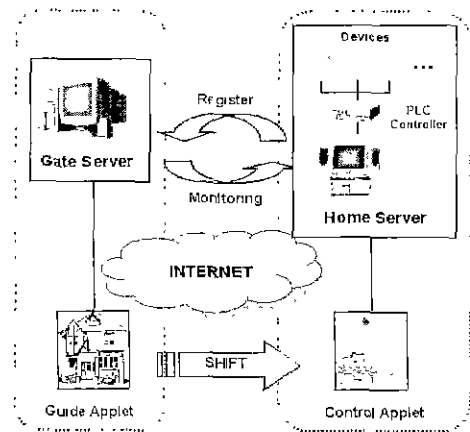 Devices
...
Register
PLC
Controller
Gate Server
Monitoring
Home Server
INTERNET
SHIFT
Guide Applet
Control Applet